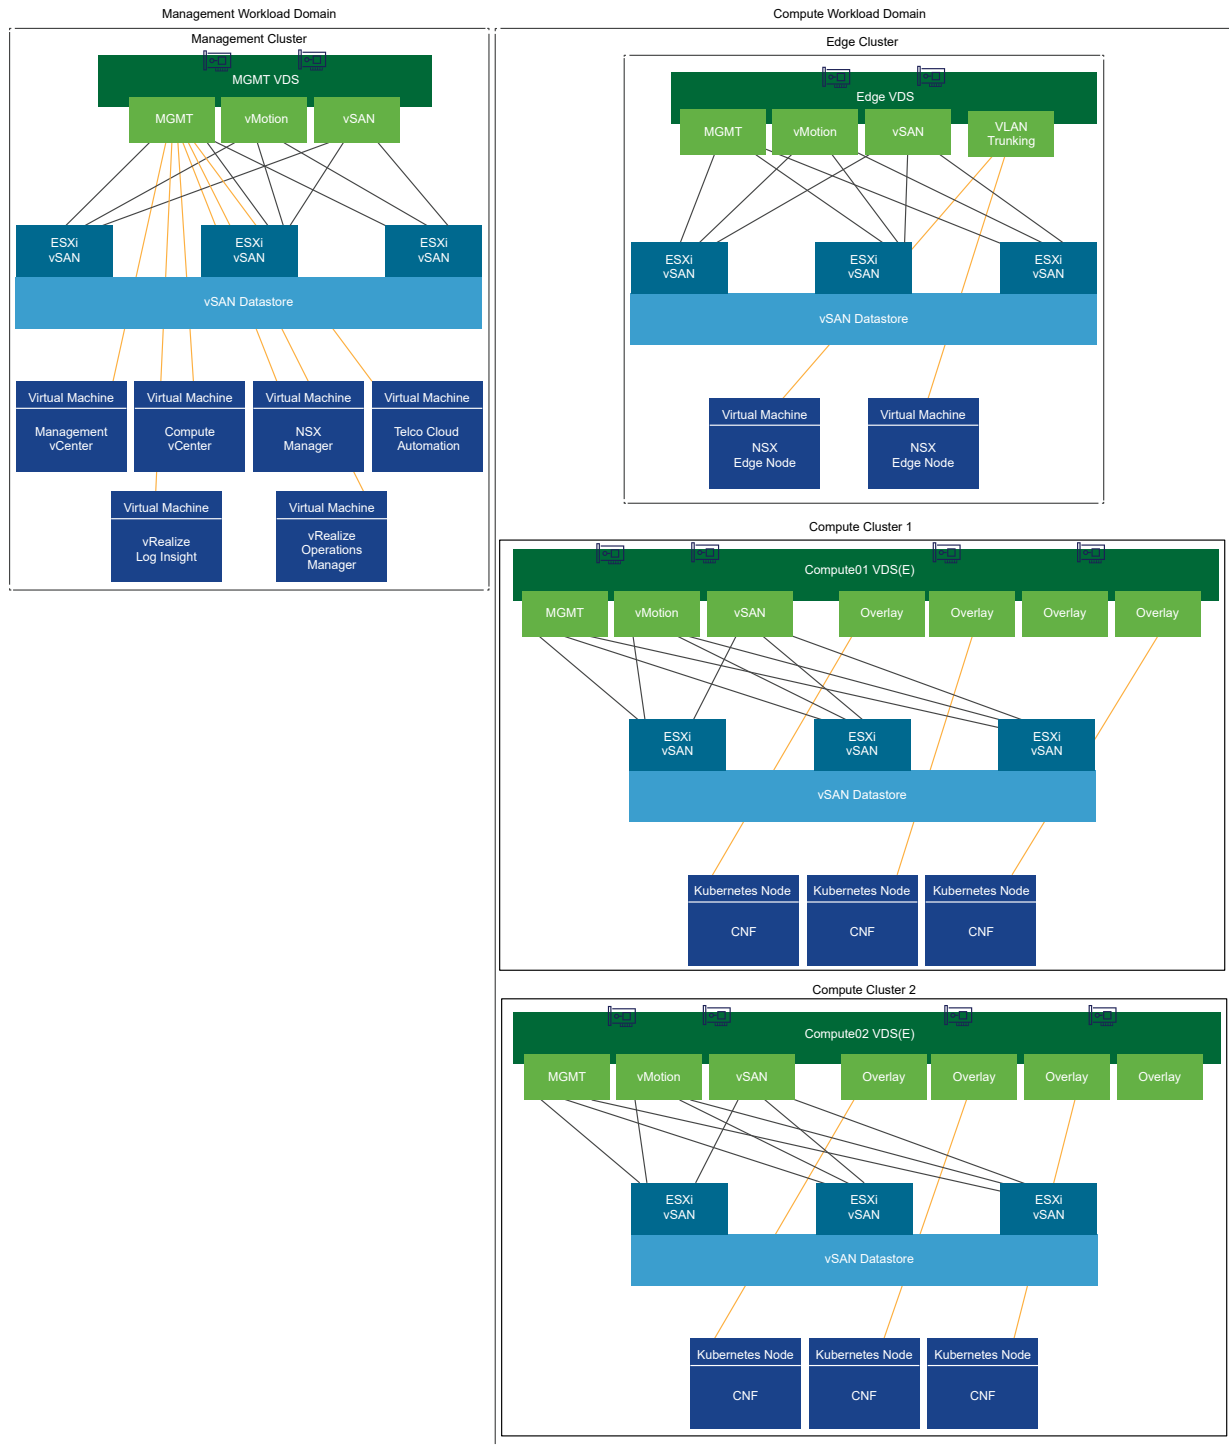 Management Workload Domain
Management Cluster
MGMT VDS
MGMT
vMotion
vSAN
ESXi
vSAN
ESXi
vSAN
ESXi
vSAN
vSAN Datastore
Virtual Machine
Management
vCenter
Virtual Machine
Compute
vCenter
Virtual Machine
NSX
Manager
Virtual Machine
Telco Cloud
Automation
Virtual Machine
vRealize
Log Insight
Virtual Machine
vRealize
Operations
Manager
Compute Workload Domain
Edge Cluster
Edge VDS
MGMT
vMotion
vSAN
VLAN
Trunking
ESXi
vSAN
ESXi
vSAN
ESXi
vSAN
vSAN Datastore
Virtual Machine
NSX
Edge Node
Virtual Machine
NSX
Edge Node
Compute Cluster 1
Compute01 VDS(E)
MGMT
vMotion
vSAN
Overlay
Overlay
Overlay
Overlay
ESXi
vSAN
ESXi
vSAN
ESXi
vSAN
vSAN Datastore
Kubernetes Node
CNF
Kubernetes Node
CNF
Kubernetes Node
CNF
Compute Cluster 2
Compute02 VDS(E)
MGMT
vMotion
vSAN
Overlay
Overlay
Overlay
Overlay
ESXi
vSAN
ESXi
vSAN
ESXi
vSAN
vSAN Datastore
Kubernetes Node
CNF
Kubernetes Node
CNF
Kubernetes Node
CNF